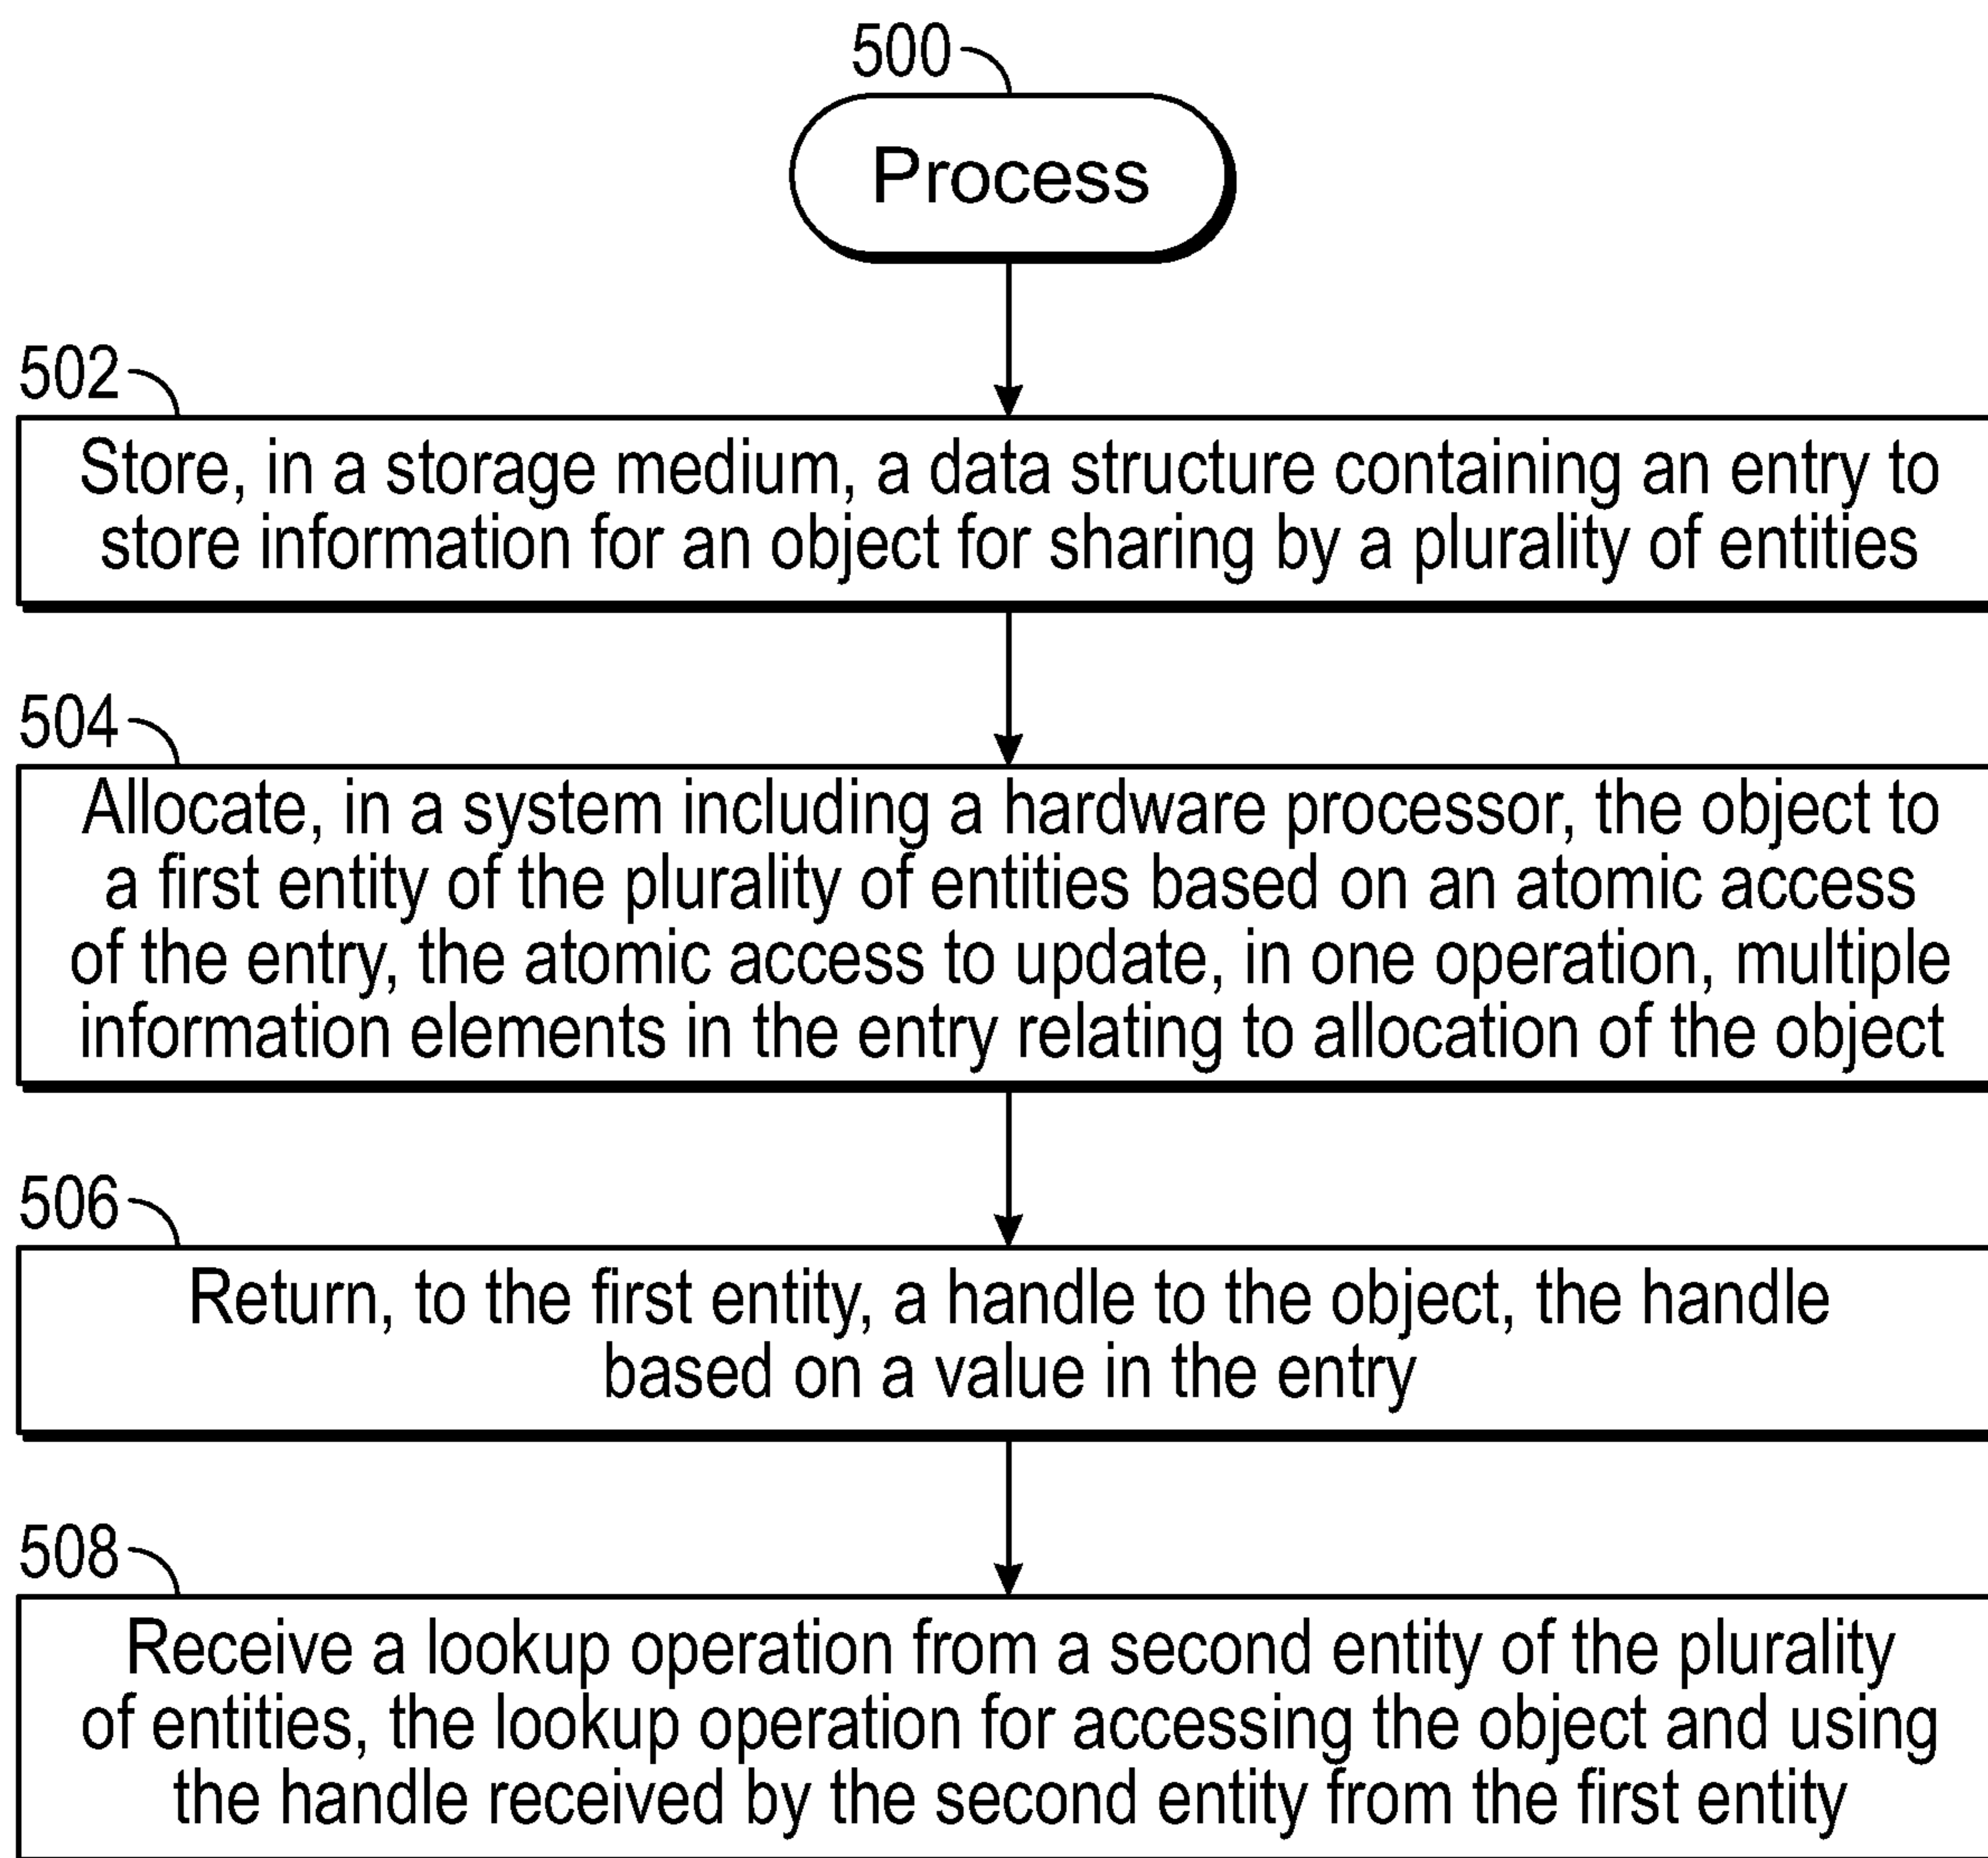 500
Process
502
Store, in a storage medium, a data structure containing an entry to
store information for an object for sharing by a plurality of entities
504
Allocate, in a system including a hardware processor, the object to
a first entity of the plurality of entities based on an atomic access
of the entry, the atomic access to update, in one operation, multiple
information elements in the entry relating to allocation of the object
506
Return, to the first entity, a handle to the object, the handle
based on a value in the entry
508
Receive a lookup operation from a second entity of the plurality
of entities, the lookup operation for accessing the object and using
the handle received by the second entity from the first entity